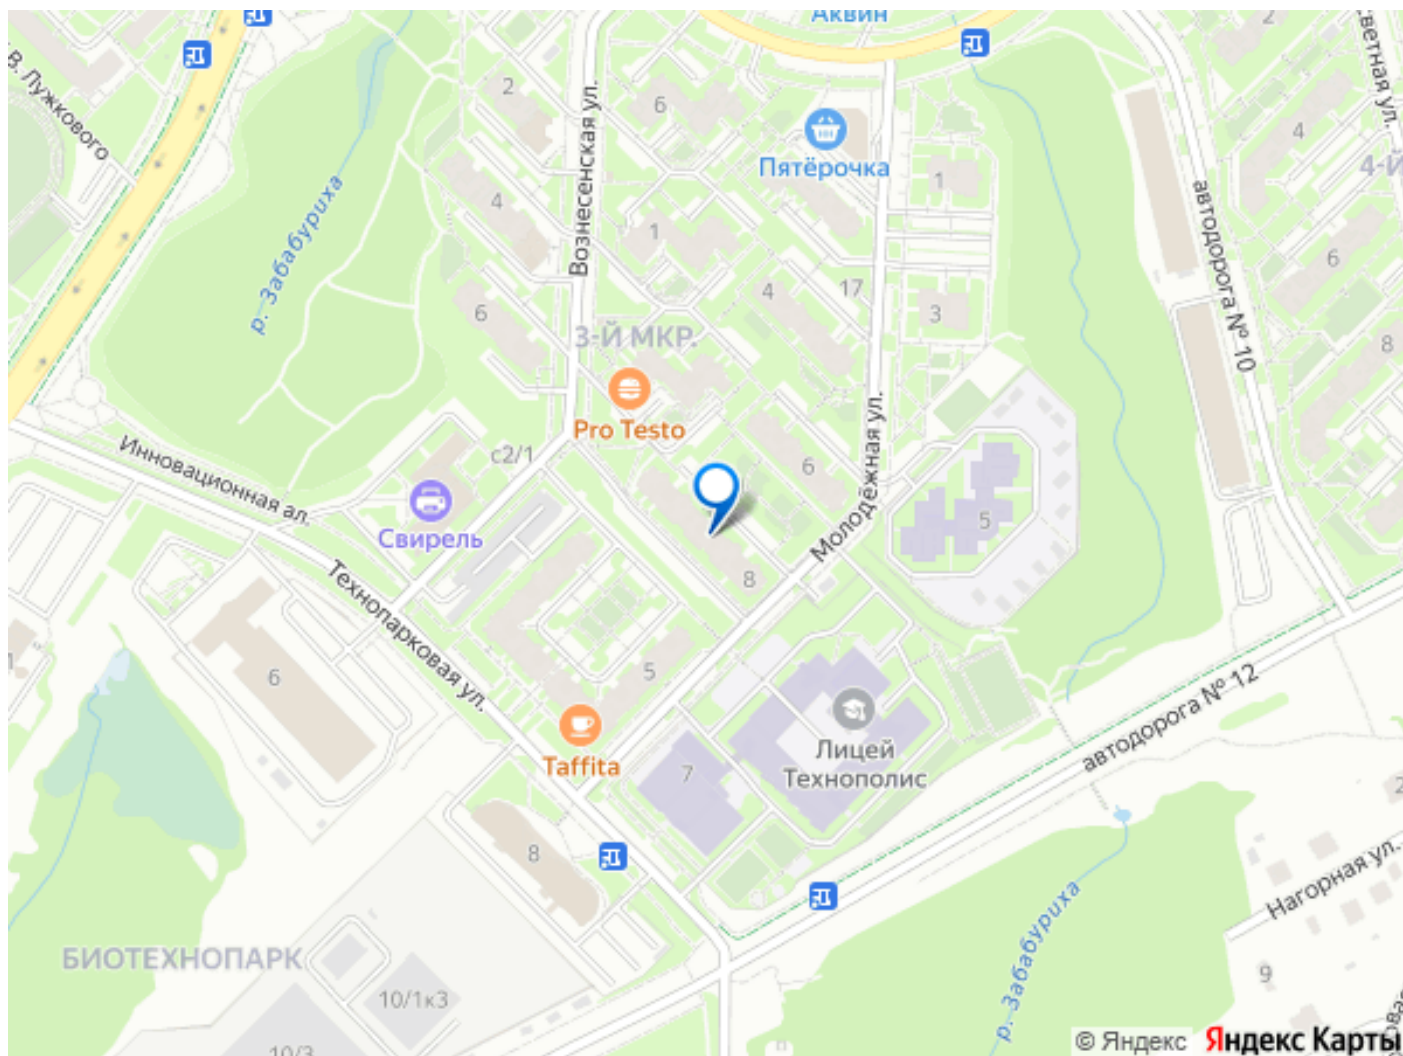 Аквин
В. Лужкового
р. Забабуриха
Вознесенская ул.
2
6
Пятёрочка
1
4
1
6
4
17
3
3-Й МКР.
Pro Testo
с2/1
Свирель
Инновационная ал.
Технопарковая ул.
Молодёжная ул.
6
5
8
5
6
Taffita
7
Лицей
Технополис
8
БИОТЕХНОПАРК
10/1к3
10/3
автодорога № 10
автодорога № 12
2
4
4-Й
6
8
Нагорная ул.
9
р. Забабуриха
© Яндекс Яндекс Карты